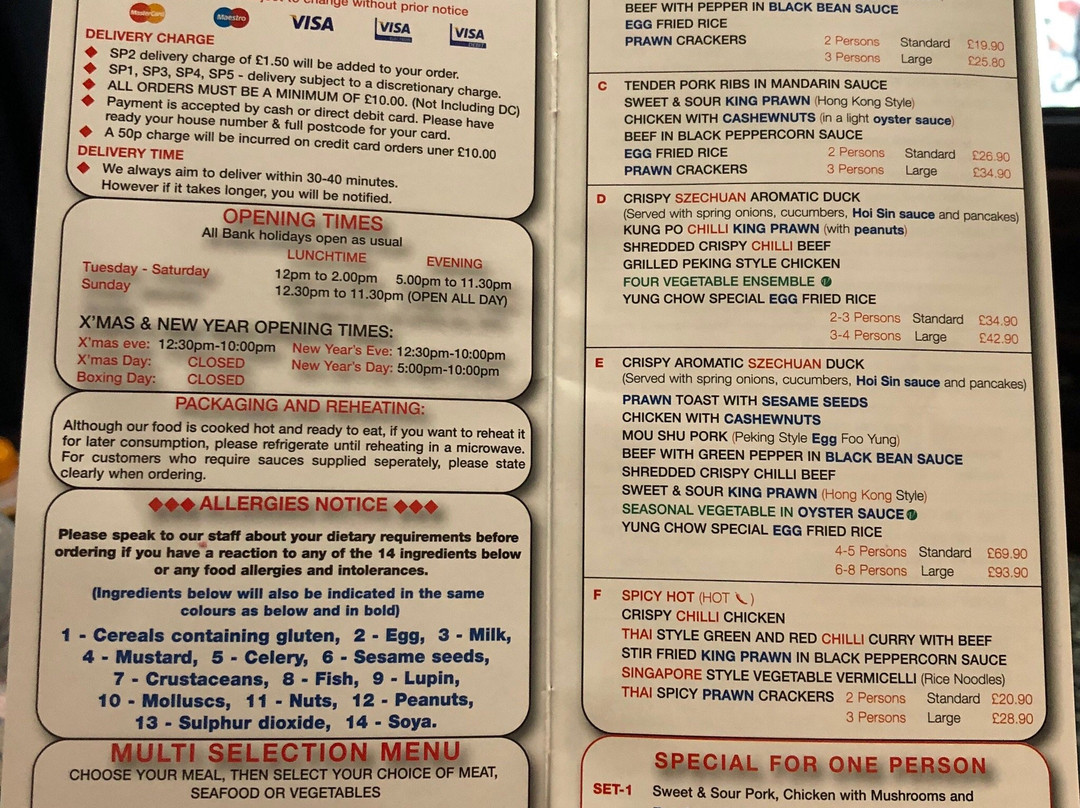 to change without prior notice
MasterCard
Maestro
VISA
VISA
VISA
DELIVERY CHARGE
SP2 delivery charge of £1.50 will be added to your order.
SP1, SP3, SP4, SP5 - delivery subject to a discretionary charge.
ALL ORDERS MUST BE A MINIMUM OF £10.00. (Not Including DC)
Payment is accepted by cash or direct debit card. Please have
ready your house number & full postcode for your card.
A 50p charge will be incurred on credit card orders uner £10.00
DELIVERY TIME
We always aim to deliver within 30-40 minutes.
However if it takes longer, you will be notified.
OPENING TIMES
All Bank holidays open as usual
LUNCHTIME EVENING
Tuesday - Saturday 12pm to 2.00pm 5.00pm to 11.30pm
Sunday 12.30pm to 11.30pm (OPEN ALL DAY)
X'MAS & NEW YEAR OPENING TIMES:
X'mas eve: 12:30pm-10:00pm New Year's Eve: 12:30pm-10:00pm
X'mas Day: CLOSED New Year's Day: 5:00pm-10:00pm
Boxing Day: CLOSED
PACKAGING AND REHEATING:
Although our food is cooked hot and ready to eat, if you want to reheat it
for later consumption, please refrigerate until reheating in a microwave.
For customers who require sauces supplied seperately, please state
clearly when ordering.
ALLERGIES NOTICE
Please speak to our staff about your dietary requirements before
ordering if you have a reaction to any of the 14 ingredients below
or any food allergies and intolerances.
(Ingredients below will also be indicated in the same
colours as below and in bold)
1 - Cereals containing gluten, 2 - Egg, 3 - Milk,
4 - Mustard, 5 - Celery, 6 - Sesame seeds,
7 - Crustaceans, 8 - Fish, 9 - Lupin,
10 - Molluscs, 11 - Nuts, 12 - Peanuts,
13 - Sulphur dioxide, 14 - Soya.
MULTI SELECTION MENU
CHOOSE YOUR MEAL, THEN SELECT YOUR CHOICE OF MEAT,
SEAFOOD OR VEGETABLES
BEEF WITH PEPPER IN BLACK BEAN SAUCE
EGG FRIED RICE
PRAWN CRACKERS 2 Persons Standard £19.90
3 Persons Large £25.80
C TENDER PORK RIBS IN MANDARIN SAUCE
SWEET & SOUR KING PRAWN (Hong Kong Style)
CHICKEN WITH CASHEWNUTS (in a light oyster sauce)
BEEF IN BLACK PEPPERCORN SAUCE
EGG FRIED RICE 2 Persons Standard £26.90
PRAWN CRACKERS 3 Persons Large £34.90
D CRISPY SZECHUAN AROMATIC DUCK
(Served with spring onions, cucumbers, Hoi Sin sauce and pancakes)
KUNG PO CHILLI KING PRAWN (with peanuts)
SHREDDED CRISPY CHILLI BEEF
GRILLED PEKING STYLE CHICKEN
FOUR VEGETABLE ENSEMBLE
YUNG CHOW SPECIAL EGG FRIED RICE
2-3 Persons Standard £34.90
3-4 Persons Large £42.90
E CRISPY AROMATIC SZECHUAN DUCK
(Served with spring onions, cucumbers, Hoi Sin sauce and pancakes)
PRAWN TOAST WITH SESAME SEEDS
CHICKEN WITH CASHEWNUTS
MOU SHU PORK (Peking Style Egg Foo Yung)
BEEF WITH GREEN PEPPER IN BLACK BEAN SAUCE
SHREDDED CRISPY CHILLI BEEF
SWEET & SOUR KING PRAWN (Hong Kong Style)
SEASONAL VEGETABLE IN OYSTER SAUCE
YUNG CHOW SPECIAL EGG FRIED RICE
4-5 Persons Standard £69.90
6-8 Persons Large £93.90
F SPICY HOT (HOT )
CRISPY CHILLI CHICKEN
THAI STYLE GREEN AND RED CHILLI CURRY WITH BEEF
STIR FRIED KING PRAWN IN BLACK PEPPERCORN SAUCE
SINGAPORE STYLE VEGETABLE VERMICELLI (Rice Noodles)
THAI SPICY PRAWN CRACKERS 2 Persons Standard £20.90
3 Persons Large £28.90
SPECIAL FOR ONE PERSON
SET-1 Sweet & Sour Pork, Chicken with Mushrooms and